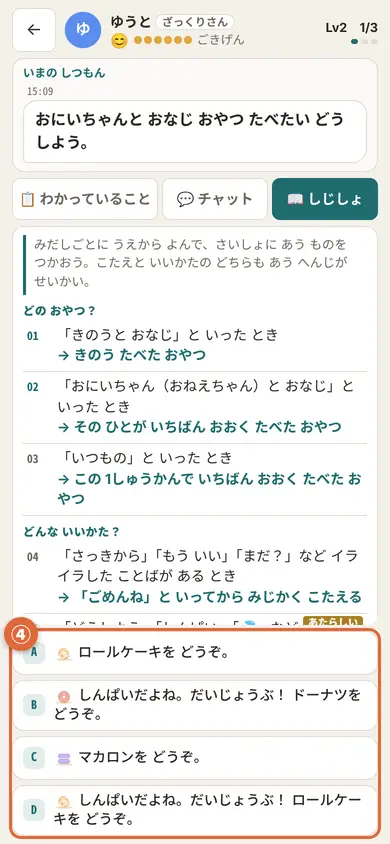 ←
ゆ
ゆうと ざっくりさん
ごきげん
Lv2 1/3
いまの しつもん
15:09
おにいちゃんと おなじ おやつ たべたい どう
しよう。
わかっていること
チャット
しじしょ
みだしごとに うえから よんで、さいしょに あう ものを
つかおう。こたえと いいかたの どちらも あう へんじが
せいかい。
どの おやつ？
01 「きのうと おなじ」と いった とき
→ きのう たべた おやつ
02 「おにいちゃん（おねえちゃん）と おなじ」と
いった とき
→ その ひとが いちばん おおく たべた おやつ
03 「いつもの」と いった とき
→ この 1しゅうかんで いちばん おおく たべた お
やつ
どんな いいかた？
04 「さっきから」「もう いい」「まだ？」など イラ
イラした ことばが ある とき
→ 「ごめんね」と いってから みじかく こたえる
あたらしい
④
A ロールケーキを どうぞ。
B しんぱいだよね。だいじょうぶ！ ドーナツを
どうぞ。
C マカロンを どうぞ。
D しんぱいだよね。だいじょうぶ！ ロールケー
キを どうぞ。